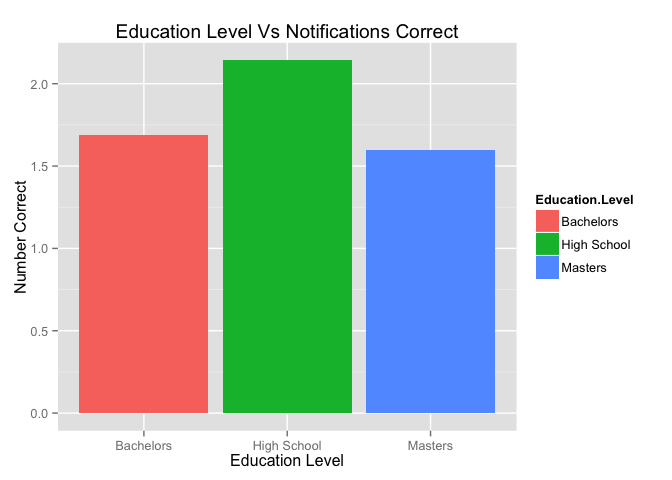 Education Level Vs Notifications Correct
Number Correct
2.0
1.5
1.0
0.5
0.0
Bachelors
High School
Masters
Education Level
Education.Level
Bachelors
High School
Masters